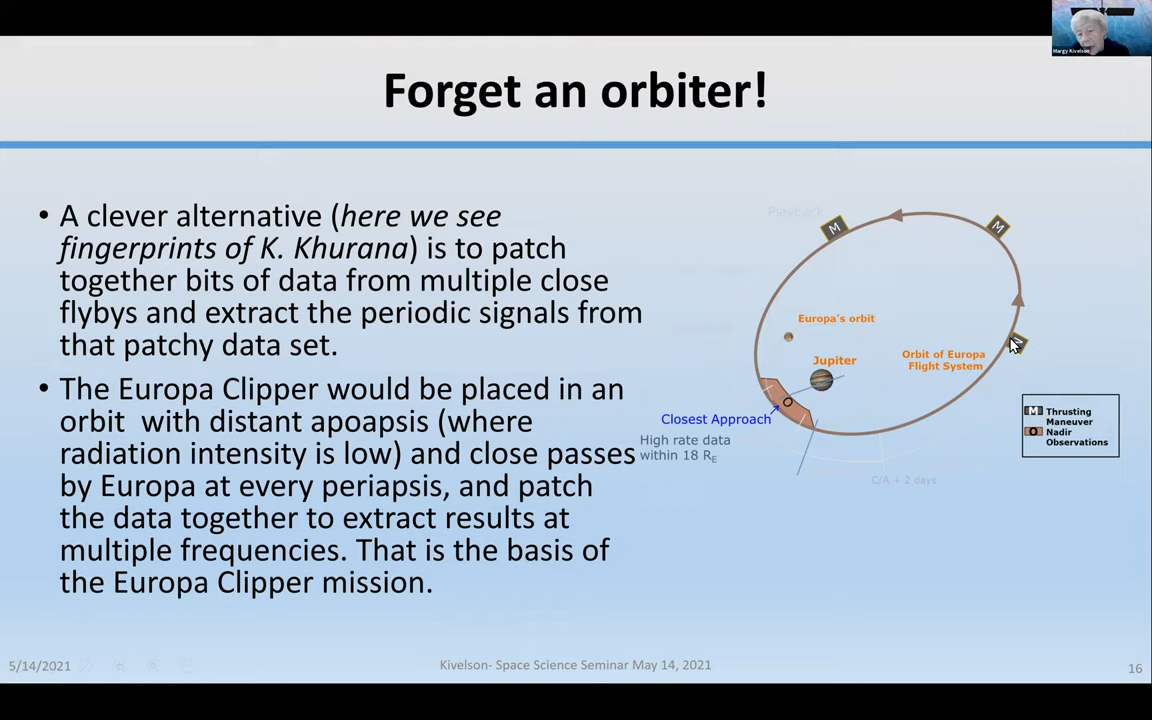 Margy Kivelson
Forget an orbiter!
• A clever alternative (here we see
fingerprints of K. Khurana) is to patch
together bits of data from multiple close
flybys and extract the periodic signals from
that patchy data set.
• The Europa Clipper would be placed in an
orbit with distant apoapsis (where
radiation intensity is low) and close passes
by Europa at every periapsis, and patch
the data together to extract results at
multiple frequencies. That is the basis of
the Europa Clipper mission.
Playback
M
M
M
Europa's orbit
Jupiter
Orbit of Europa
Flight System
O
Closest Approach
High rate data
within 18 RE
C/A + 2 days
M Thrusting
Maneuver
O Nadir
Observations
5/14/2021
Kivelson- Space Science Seminar May 14, 2021
16